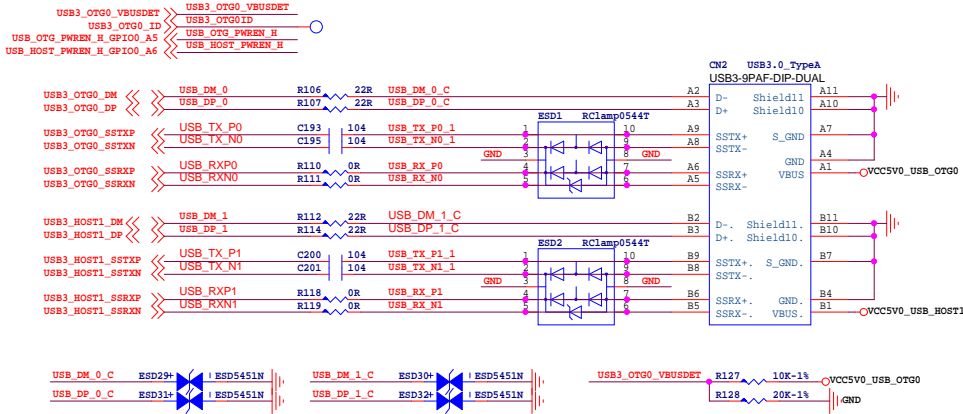 USB3_OTG0_VBUSDET USB3_OTG0_VBUSDET
USB3_OTG0_ID USB3_OTG0ID
USB_OTG_PWREN_H_GPIO0_A5 USB_OTG_PWREN_H
USB_HOST_PWREN_H_GPIO0_A6 USB_HOST_PWREN_H
CN2 USB3.0_TypeA
USB3-9PAF-DIP-DUAL
USB3_OTG0_DM USB_DM_0 R106 22R USB_DM_0_C A2 D- Shield11 A11
USB3_OTG0_DP USB_DP_0 R107 22R USB_DP_0_C A3 D+ Shield10 A10
ESD1 RClamp0544T
USB3_OTG0_SSTXP USB_TX_P0 C193 104 USB_TX_P0_1 1 10 A9 SSTX+ S_GND A7
USB3_OTG0_SSTXN USB_TX_N0 C195 104 USB_TX_N0_1 2 9 A8 SSTX-
GND 3 8 GND GND A4
USB3_OTG0_SSRXP USB_RXP0 R110 0R USB_RX_P0 4 7 A6 SSRX+ VBUS A1 VCC5V0_USB_OTG0
USB3_OTG0_SSRXN USB_RXN0 R111 0R USB_RX_N0 5 6 A5 SSRX-
USB3_HOST1_DM USB_DM_1 R112 22R USB_DM_1_C B2 D-. Shield11. B11
USB3_HOST1_DP USB_DP_1 R114 22R USB_DP_1_C B3 D+. Shield10. B10
ESD2 RClamp0544T
USB3_HOST1_SSTXP USB_TX_P1 C200 104 USB_TX_P1_1 1 10 B9 SSTX+. S_GND. B7
USB3_HOST1_SSTXN USB_TX_N1 C201 104 USB_TX_N1_1 2 9 B8 SSTX-.
GND 3 8 GND
USB3_HOST1_SSRXP USB_RXP1 R118 0R USB_RX_P1 4 7 B6 SSRX+. GND. B4
USB3_HOST1_SSRXN USB_RXN1 R119 0R USB_RX_N1 5 6 B5 SSRX-. VBUS. B1 VCC5V0_USB_HOST1
USB_DM_0_C ESD29+ ESD5451N USB_DM_1_C ESD30+ ESD5451N USB3_OTG0_VBUSDET R127 10K-1% VCC5V0_USB_OTG0
USB_DP_0_C ESD31+ ESD5451N USB_DP_1_C ESD32+ ESD5451N R128 20K-1% GND